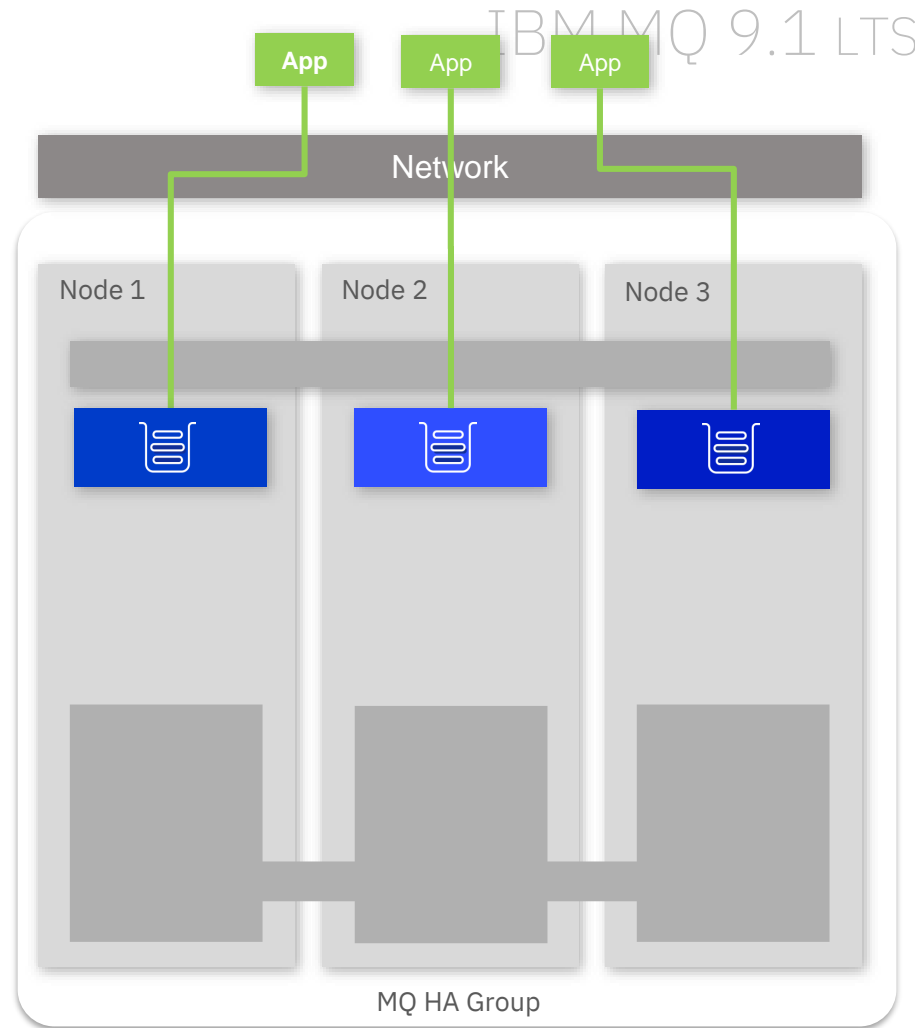 IBM MQ 9.1 LTS
App
App
App
Network
Node 1
Node 2
Node 3
MQ HA Group